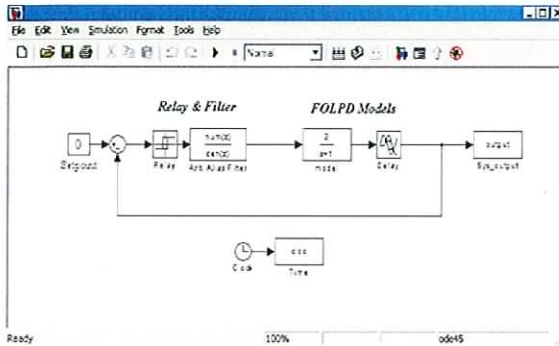 File Edit View Simulation Format Tools Help
Normal
Relay & Filter FOLPD Models
0
num(s)
den(s)
2
s+1
output
Setpoint Relay Anti Alias Filter model Delay Sys_output
Clock Time
Ready 100% ode45